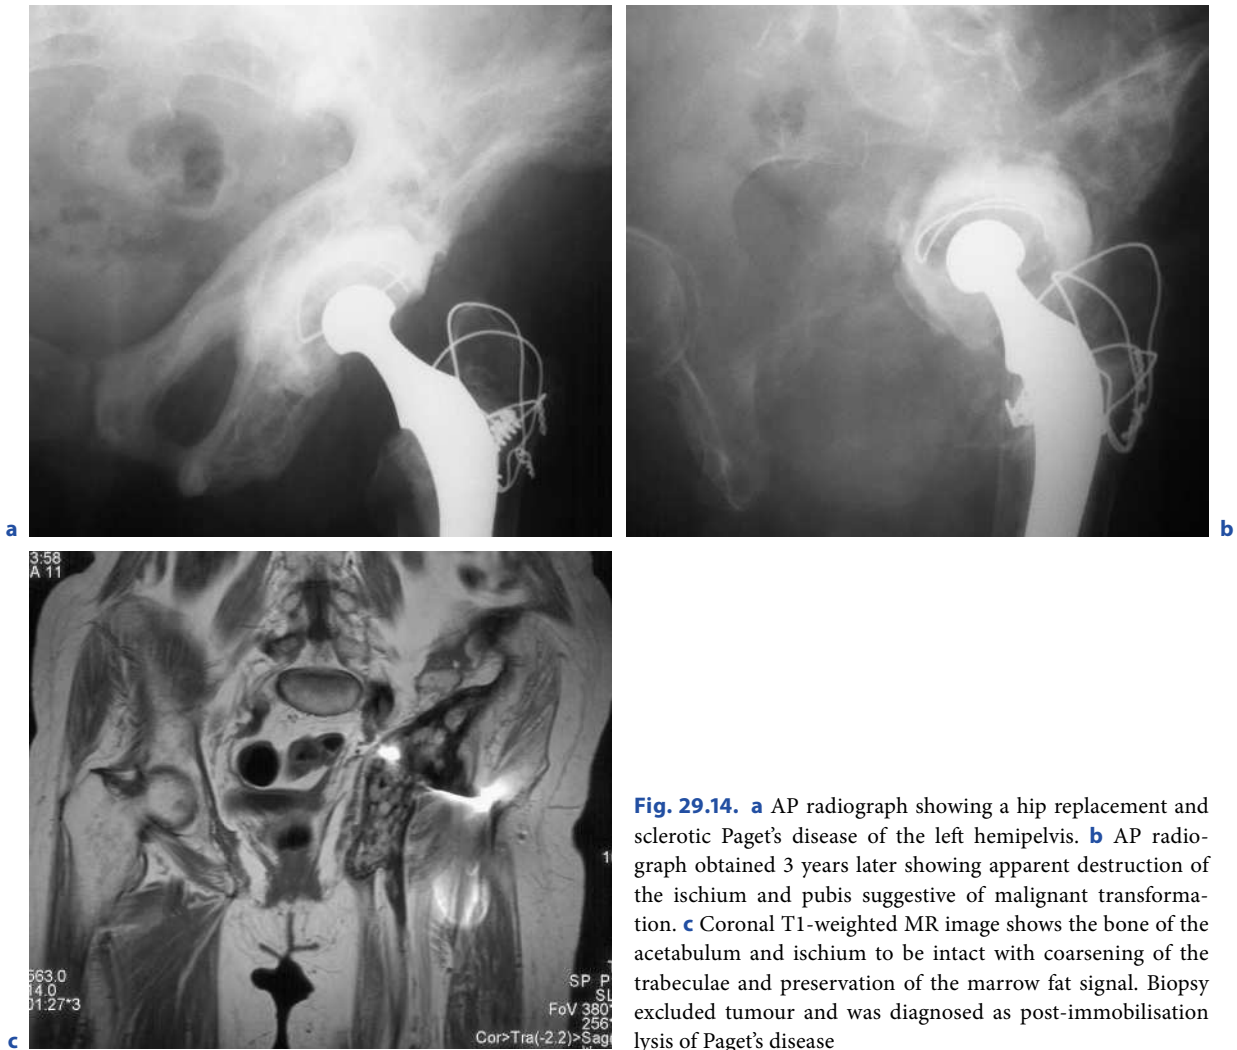 a
b
3:58
A 11
663.0
14.0
01:27*3
SP P
SL
FoV 380*
256*
Cor>Tra(-2.2)>Sag
c
Fig. 29.14. a AP radiograph showing a hip replacement and
sclerotic Paget's disease of the left hemipelvis. b AP radio-
graph obtained 3 years later showing apparent destruction of
the ischium and pubis suggestive of malignant transforma-
tion. c Coronal T1-weighted MR image shows the bone of the
acetabulum and ischium to be intact with coarsening of the
trabeculae and preservation of the marrow fat signal. Biopsy
excluded tumour and was diagnosed as post-immobilisation
lysis of Paget's disease